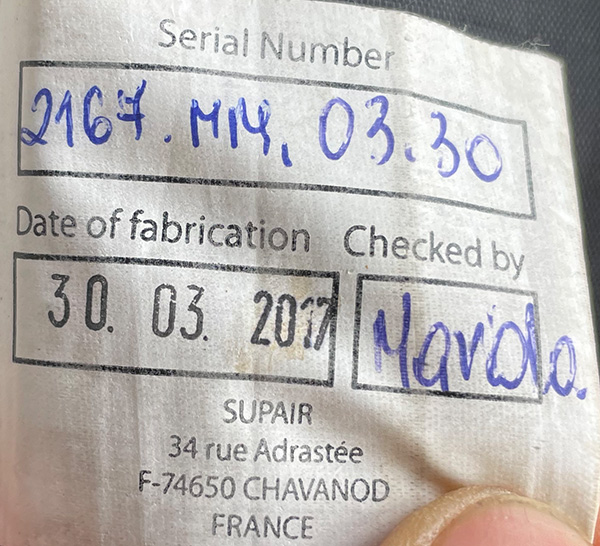 Serial Number
2167.MM. 03.30
Date of fabrication Checked by
30. 03. 2017 Mariola.
SUPAIR
34 rue Adrastée
F-74650 CHAVANOD
FRANCE